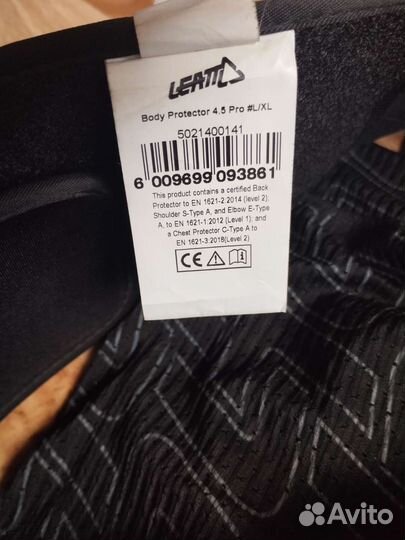 LEATT
Body Protector 4.5 Pro #L/XL
5021400141
6 009699 093861
This product contains a certified Back
Protector to EN 1621-2:2014 (level 2);
Shoulder S-Type A, and Elbow E-Type
A, to EN 1621-1:2012 (Level 1); and
a Chest Protector C-Type A to
EN 1621-3:2018(Level 2)
CE
Avito